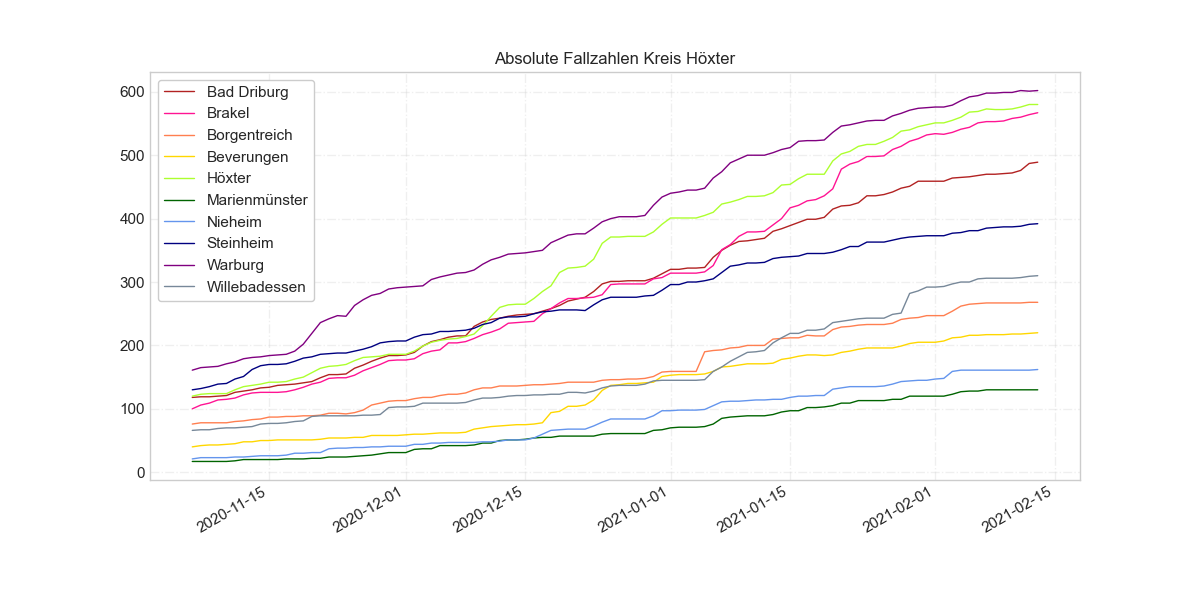 Absolute Fallzahlen Kreis Höxter
Bad Driburg
Brakel
Borgentreich
Beverungen
Höxter
Marienmünster
Nieheim
Steinheim
Warburg
Willebadessen
600
500
400
300
200
100
0
2020-11-15
2020-12-01
2020-12-15
2021-01-01
2021-01-15
2021-02-01
2021-02-15